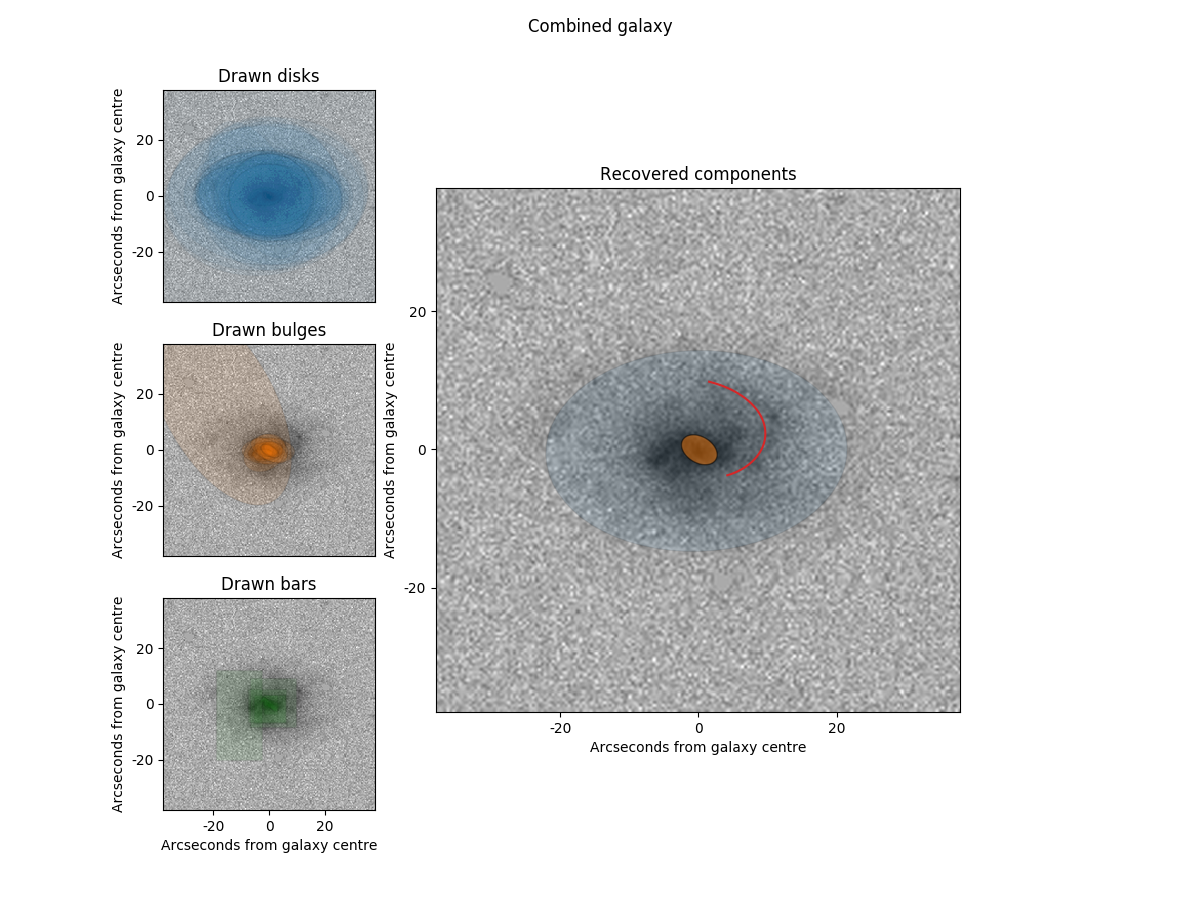 Combined galaxy
Drawn disks
Arcseconds from galaxy centre
20
0
-20
Drawn bulges
Arcseconds from galaxy centre
20
0
-20
Drawn bars
Arcseconds from galaxy centre
20
0
-20
-20 0 20
Arcseconds from galaxy centre
Recovered components
Arcseconds from galaxy centre
20
0
-20
-20 0 20
Arcseconds from galaxy centre